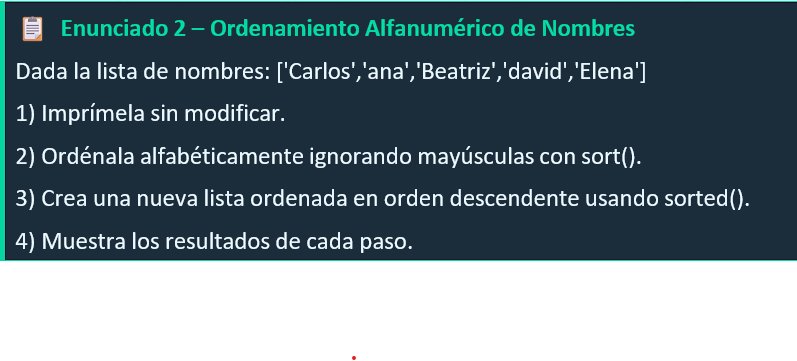 📋 Enunciado 2 – Ordenamiento Alfanumérico de Nombres
Dada la lista de nombres: ['Carlos','ana','Beatriz','david','Elena']
1) Imprímela sin modificar.
2) Ordénala alfabéticamente ignorando mayúsculas con sort().
3) Crea una nueva lista ordenada en orden descendente usando sorted().
4) Muestra los resultados de cada paso.